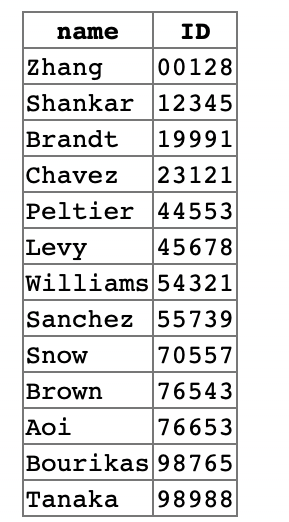 name ID
Zhang 00128
Shankar 12345
Brandt 19991
Chavez 23121
Peltier 44553
Levy 45678
Williams 54321
Sanchez 55739
Snow 70557
Brown 76543
Aoi 76653
Bourikas 98765
Tanaka 98988